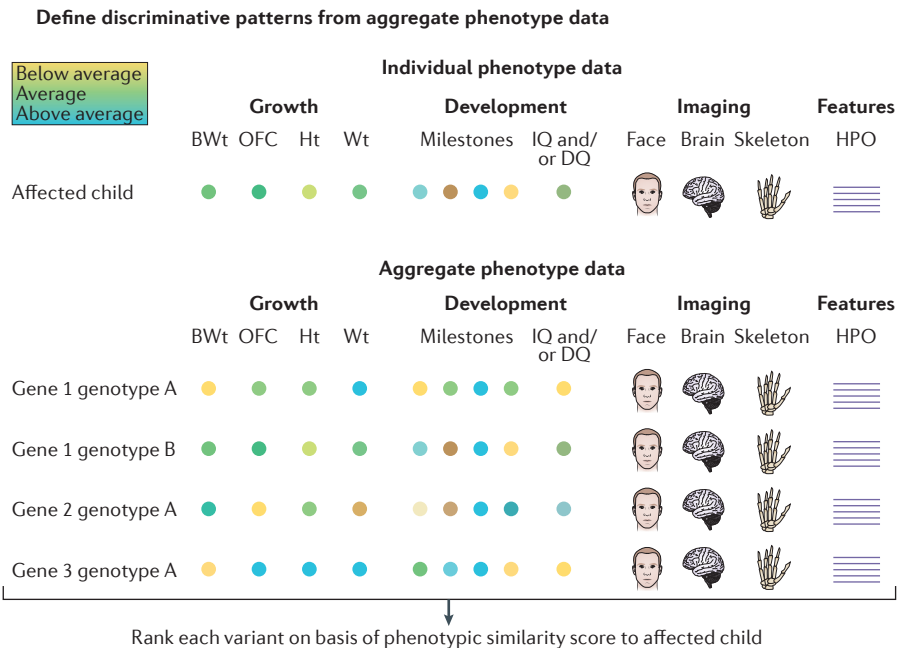 Define discriminative patterns from aggregate phenotype data
Below average
Average
Above average
Individual phenotype data
Growth Development Imaging Features
BWt OFC Ht Wt Milestones IQ and/ Face Brain Skeleton HPO
or DQ
Affected child
Aggregate phenotype data
Growth Development Imaging Features
BWt OFC Ht Wt Milestones IQ and/ Face Brain Skeleton HPO
or DQ
Gene 1 genotype A
Gene 1 genotype B
Gene 2 genotype A
Gene 3 genotype A
Rank each variant on basis of phenotypic similarity score to affected child